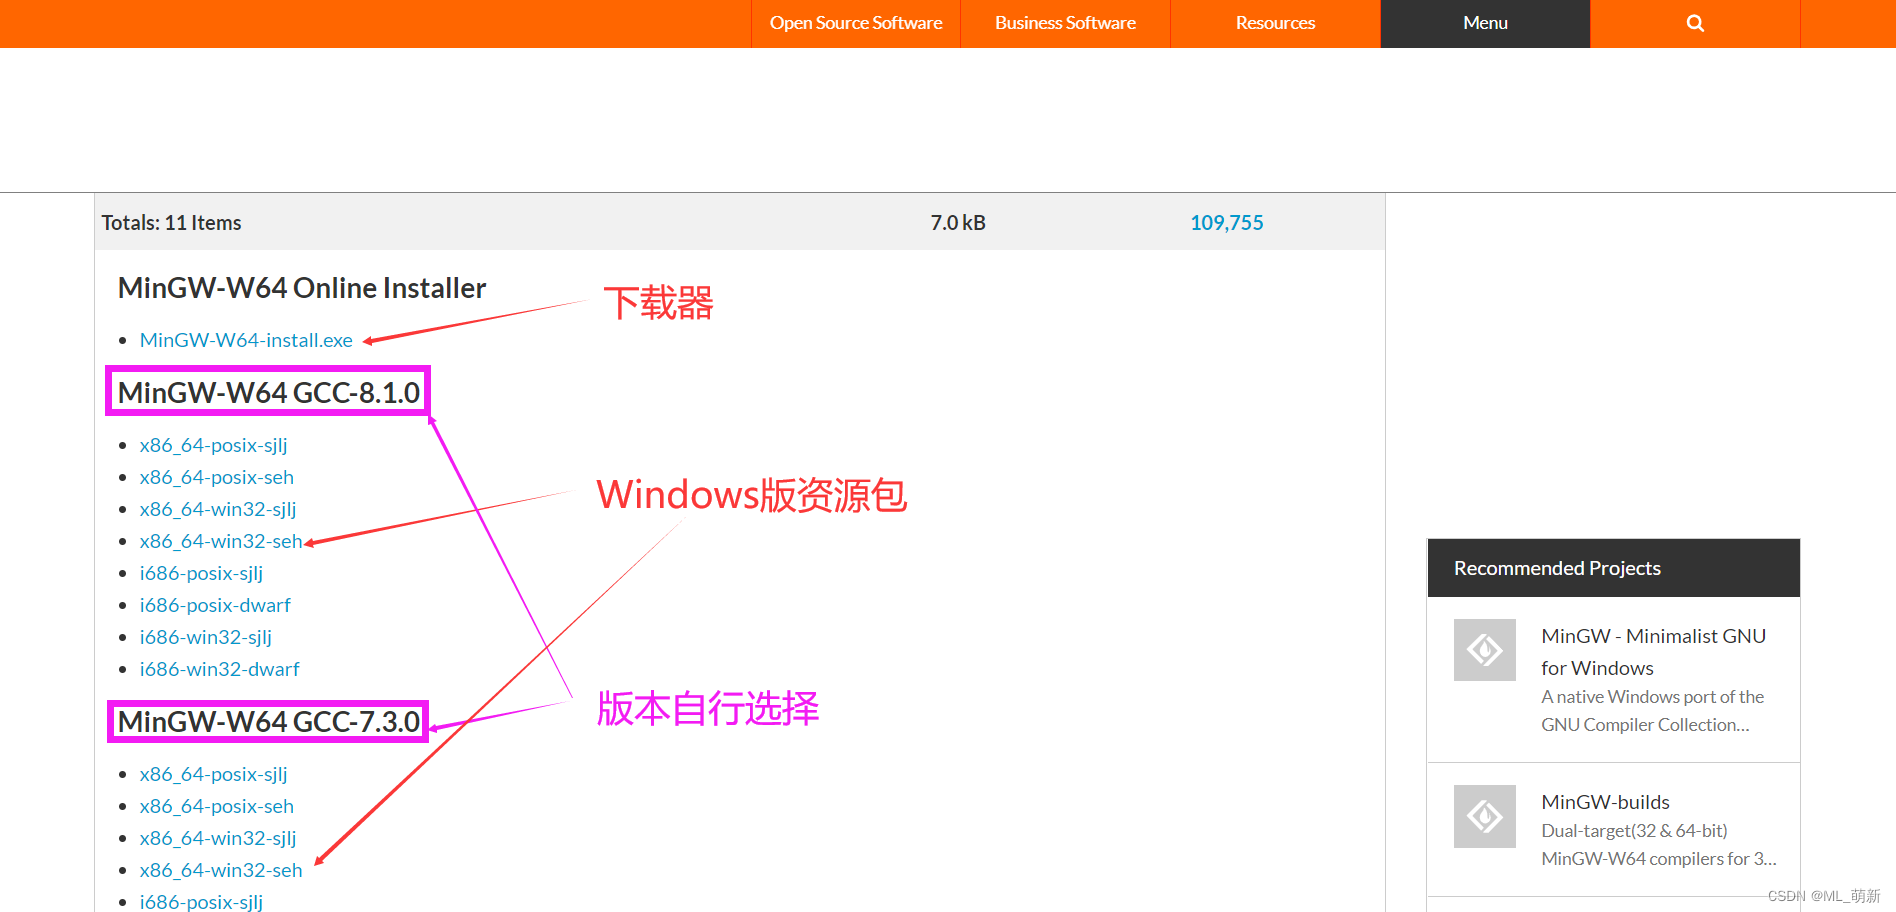 Open Source Software
Business Software
Resources
Menu
Totals: 11 Items
7.0 kB
109,755
MinGW-W64 Online Installer
下载器
MinGW-W64-install.exe
MinGW-W64 GCC-8.1.0
x86_64-posix-sjlj
x86_64-posix-seh
x86_64-win32-sjlj
Windows版资源包
x86_64-win32-seh
i686-posix-sjlj
i686-posix-dwarf
i686-win32-sjlj
i686-win32-dwarf
版本自行选择
MinGW-W64 GCC-7.3.0
x86_64-posix-sjlj
x86_64-posix-seh
x86_64-win32-sjlj
x86_64-win32-seh
i686-posix-sjlj
Recommended Projects
MinGW - Minimalist GNU
for Windows
A native Windows port of the
GNU Compiler Collection...
MinGW-builds
Dual-target(32 & 64-bit)
MinGW-W64 compilers for 3...
CSDN @ML_萌新